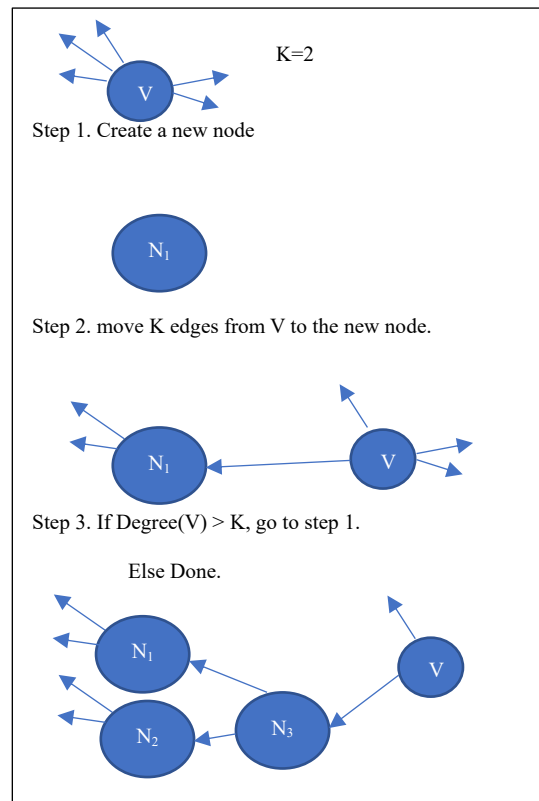 K=2
V
Step 1. Create a new node
N₁
Step 2. move K edges from V to the new node.
N₁
V
Step 3. If Degree(V) > K, go to step 1.
Else Done.
N₁
V
N₂
N₃